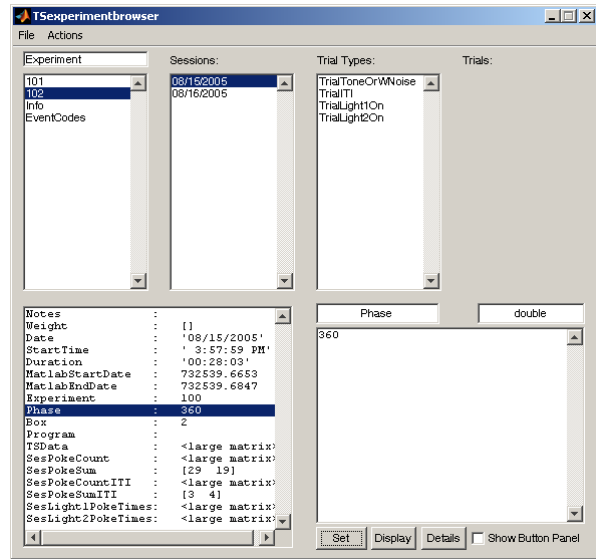 TSexperimentbrowser
File Actions
Experiment
Sessions:
Trial Types:
Trials:
101
102
Info
EventCodes
08/15/2005
08/16/2005
TrialToneOrWNoise
TrialITI
TrialLight1On
TrialLight2On
Notes :
Weight : []
Date : '08/15/2005'
StartTime : ' 3:57:59 PM'
Duration : '00:28:03'
MatlabStartDate : 732539.6653
MatlabEndDate : 732539.6847
Experiment : 100
Phase : 360
Box : 2
Program :
TSData : <large matrix>
SesPokeCount : <large matrix>
SesPokeSum : [29 19]
SesPokeCountITI : <large matrix>
SesPokeSumITI : [3 4]
SesLight1PokeTimes: <large matrix>
SesLight2PokeTimes: <large matrix>
Phase
double
360
Set Display Details Show Button Panel